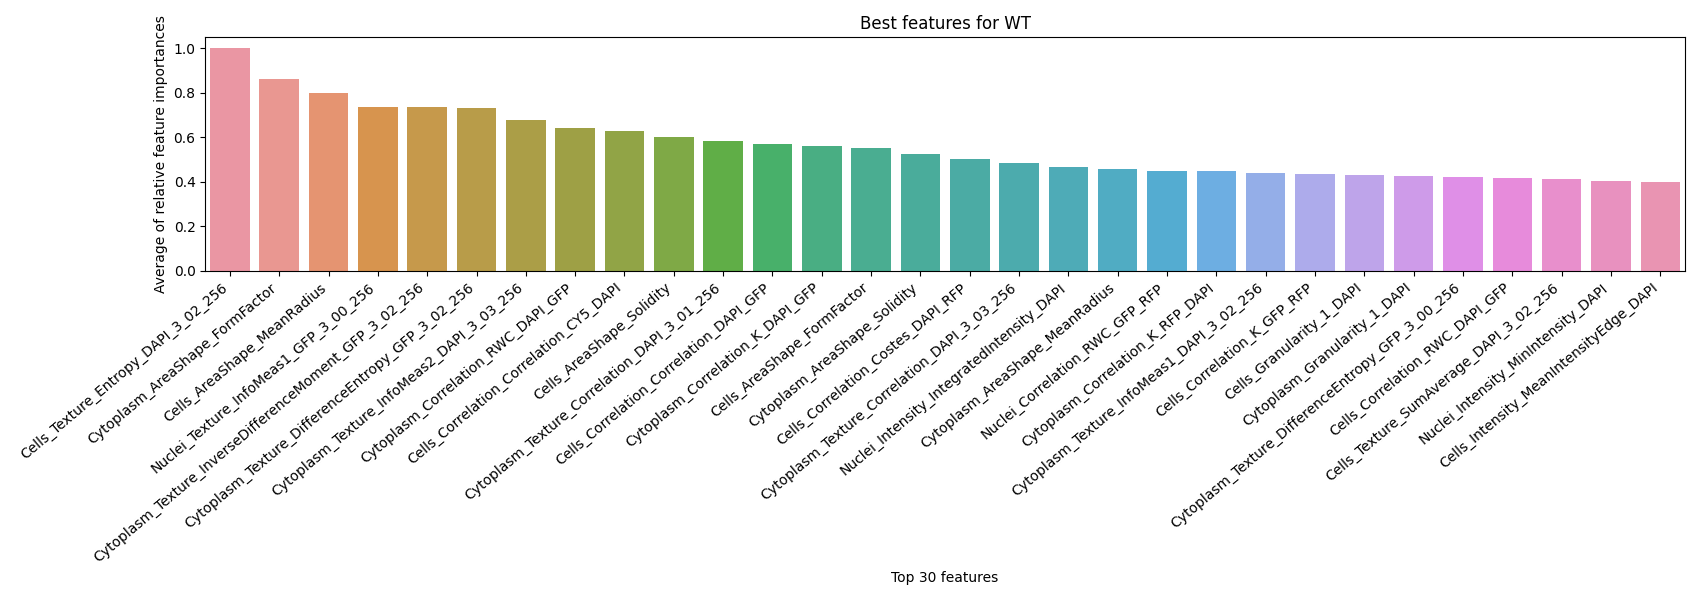 Best features for WT
Average of relative feature importances
1.0
0.8
0.6
0.4
0.2
0.0
Cells_Texture_Entropy_DAPI_3_02_256
Cytoplasm_AreaShape_FormFactor
Cells_AreaShape_MeanRadius
Nuclei_Texture_InfoMeas1_GFP_3_00_256
Cytoplasm_Texture_InverseDifferenceMoment_GFP_3_02_256
Cytoplasm_Texture_DifferenceEntropy_GFP_3_02_256
Cytoplasm_Texture_InfoMeas2_DAPI_3_03_256
Cytoplasm_Correlation_RWC_DAPI_GFP
Cells_Correlation_Correlation_CY5_DAPI
Cells_AreaShape_Solidity
Cytoplasm_Texture_Correlation_DAPI_3_01_256
Cells_Correlation_Correlation_DAPI_GFP
Cytoplasm_Correlation_K_DAPI_GFP
Cells_AreaShape_FormFactor
Cytoplasm_AreaShape_Solidity
Cells_Correlation_Costes_DAPI_RFP
Cytoplasm_Texture_Correlation_DAPI_3_03_256
Nuclei_Intensity_IntegratedIntensity_DAPI
Cytoplasm_AreaShape_MeanRadius
Nuclei_Correlation_RWC_GFP_RFP
Cytoplasm_Correlation_K_RFP_DAPI
Cytoplasm_Texture_InfoMeas1_DAPI_3_02_256
Cells_Correlation_K_GFP_RFP
Cells_Granularity_1_DAPI
Cytoplasm_Granularity_1_DAPI
Cytoplasm_Texture_DifferenceEntropy_GFP_3_00_256
Cells_Correlation_RWC_DAPI_GFP
Cells_Texture_SumAverage_DAPI_3_02_256
Nuclei_Intensity_MinIntensity_DAPI
Cells_Intensity_MeanIntensityEdge_DAPI
Top 30 features